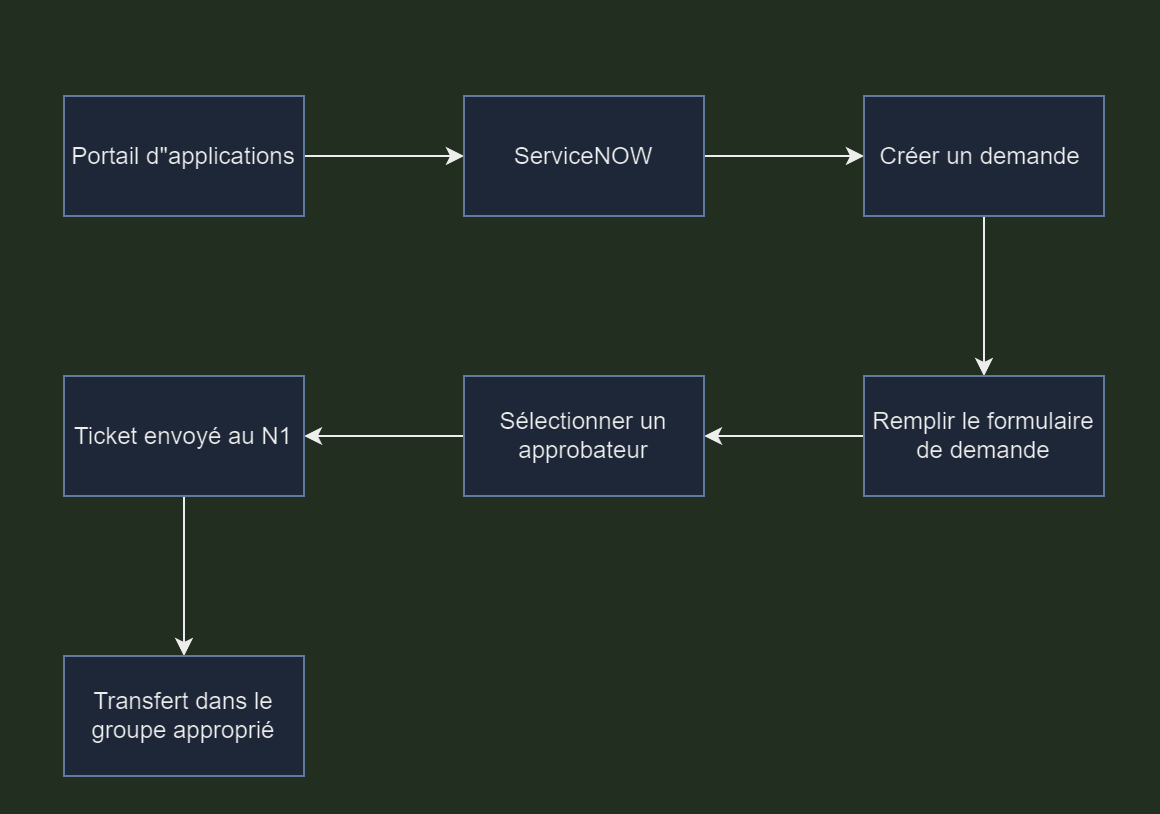 Portail d"applications
ServiceNOW
Créer un demande
Remplir le formulaire
de demande
Sélectionner un
approbateur
Ticket envoyé au N1
Transfert dans le
groupe approprié